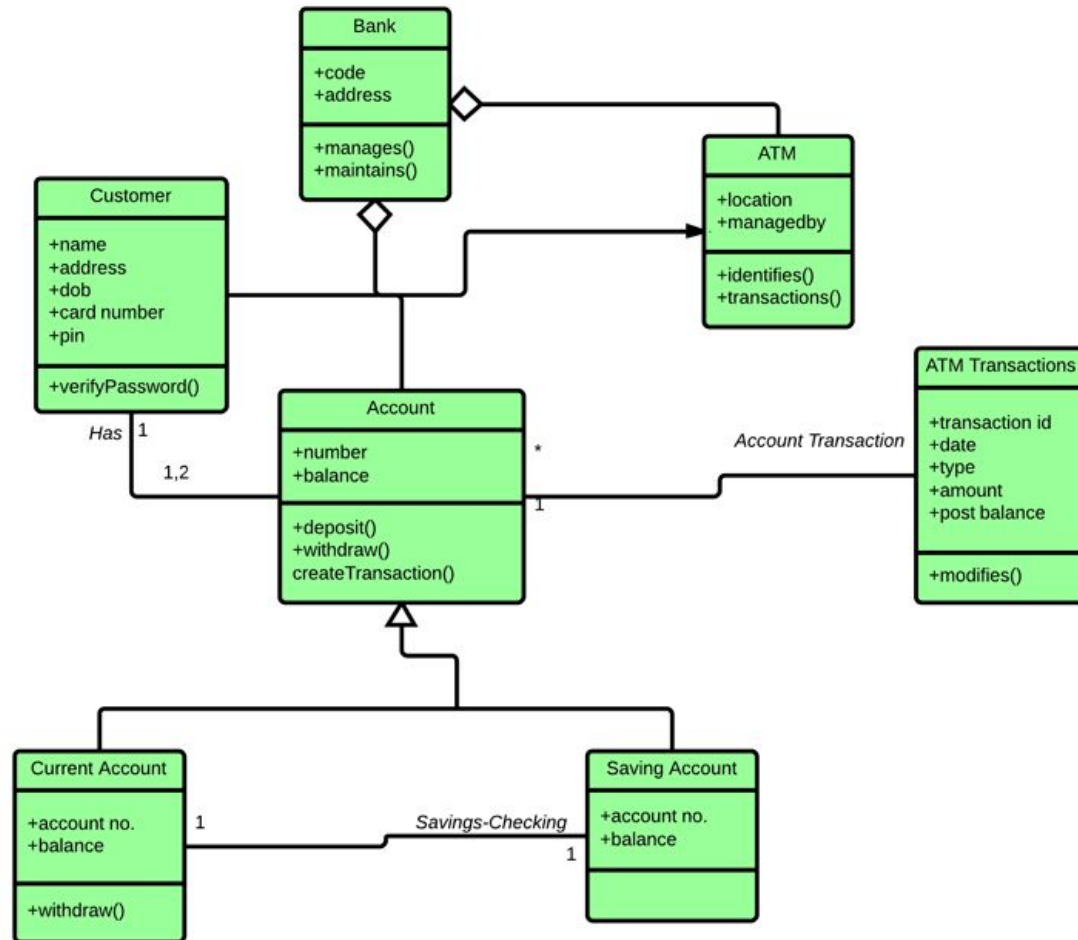 Bank
+code
+address
+manages()
+maintains()
ATM
+location
+managedby
+identifies()
+transactions()
Customer
+name
+address
+dob
+card number
+pin
+verifyPassword()
Has
1
1,2
Account
+number
+balance
+deposit()
+withdraw()
createTransaction()
*
1
Account Transaction
ATM Transactions
+transaction id
+date
+type
+amount
+post balance
+modifies()
Current Account
+account no.
+balance
+withdraw()
1
Savings-Checking
1
Saving Account
+account no.
+balance